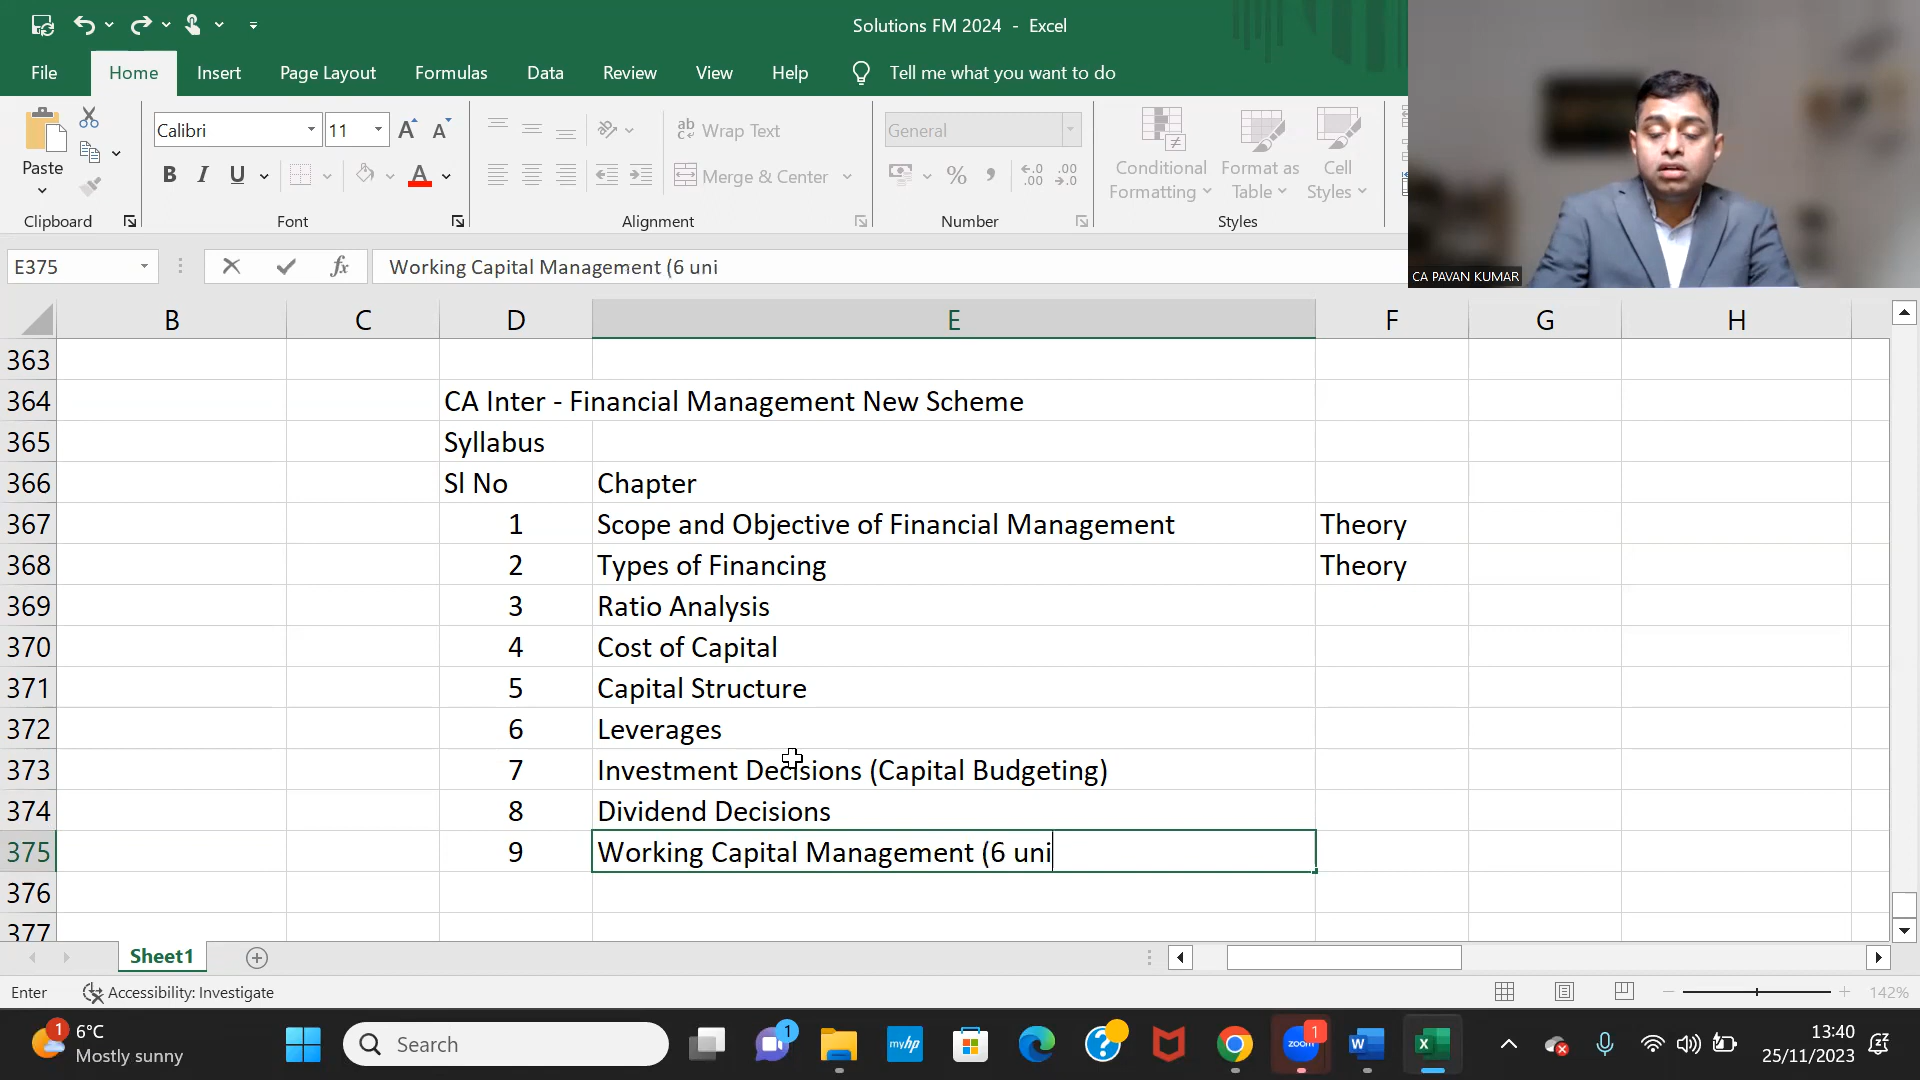 Solutions FM 2024 - Excel
File Home Insert Page Layout Formulas Data Review View Help Tell me what you want to do
Paste
Clipboard
Calibri 11
B I U A
Font
Wrap Text
Merge & Center
Alignment
General
Number
Conditional Formatting
Format as Table
Cell Styles
Styles
CA PAVAN KUMAR
E375 fx Working Capital Management (6 uni
B C D E F G H
363
364 CA Inter - Financial Management New Scheme
365 Syllabus
366 Sl No Chapter
367 1 Scope and Objective of Financial Management Theory
368 2 Types of Financing Theory
369 3 Ratio Analysis
370 4 Cost of Capital
371 5 Capital Structure
372 6 Leverages
373 7 Investment Decisions (Capital Budgeting)
374 8 Dividend Decisions
375 9 Working Capital Management (6 uni
376
377
Sheet1
Enter Accessibility: Investigate 142%
1 6°C
Mostly sunny
Search
1
myhp
zoom 1
13:40
25/11/2023